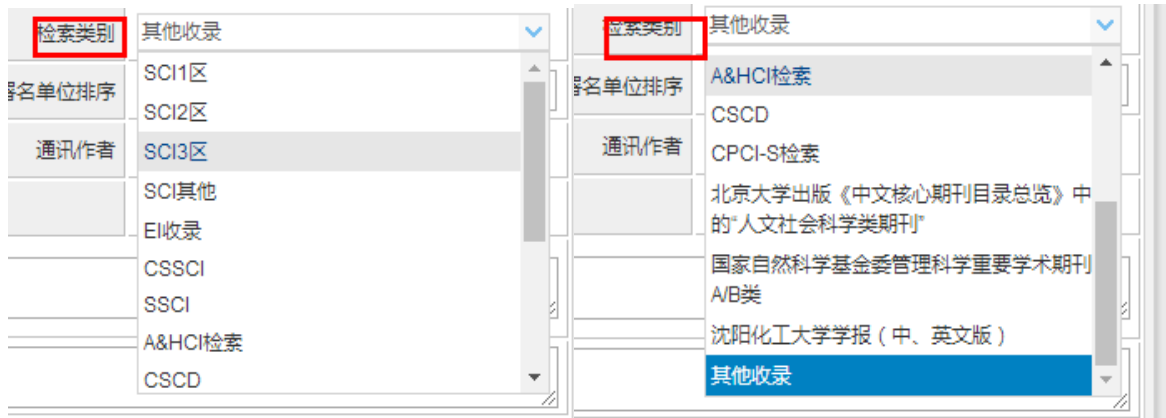 检索类别
其他收录
SCI1区
署名单位排序
SCI2区
通讯作者
SCI3区
SCI其他
EI收录
CSSCI
SSCI
A&HCI检索
CSCD
检索类别
其他收录
署名单位排序
A&HCI检索
CSCD
通讯作者
CPCI-S检索
北京大学出版《中文核心期刊目录总览》中
的“人文社会科学类期刊”
国家自然科学基金委管理科学重要学术期刊
A/B类
沈阳化工大学学报（中、英文版）
其他收录